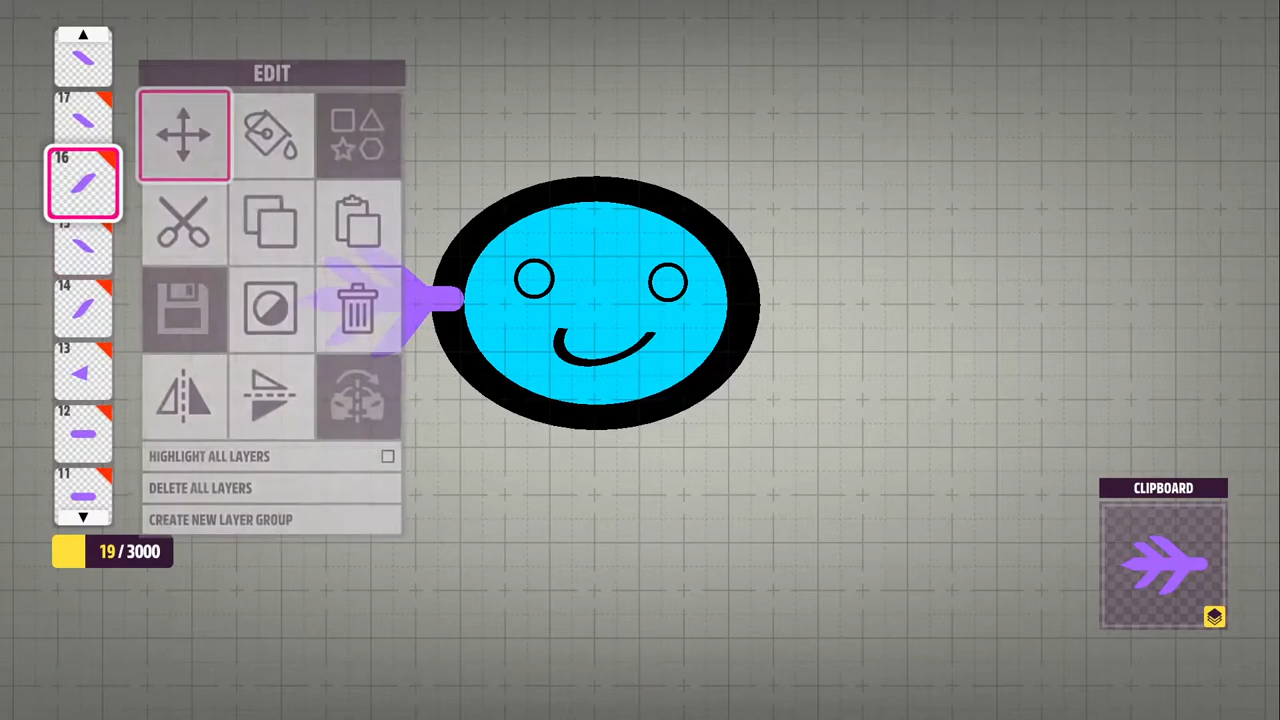 EDIT
17
16
15
14
13
12
11
HIGHLIGHT ALL LAYERS
DELETE ALL LAYERS
CREATE NEW LAYER GROUP
19 / 3000
CLIPBOARD